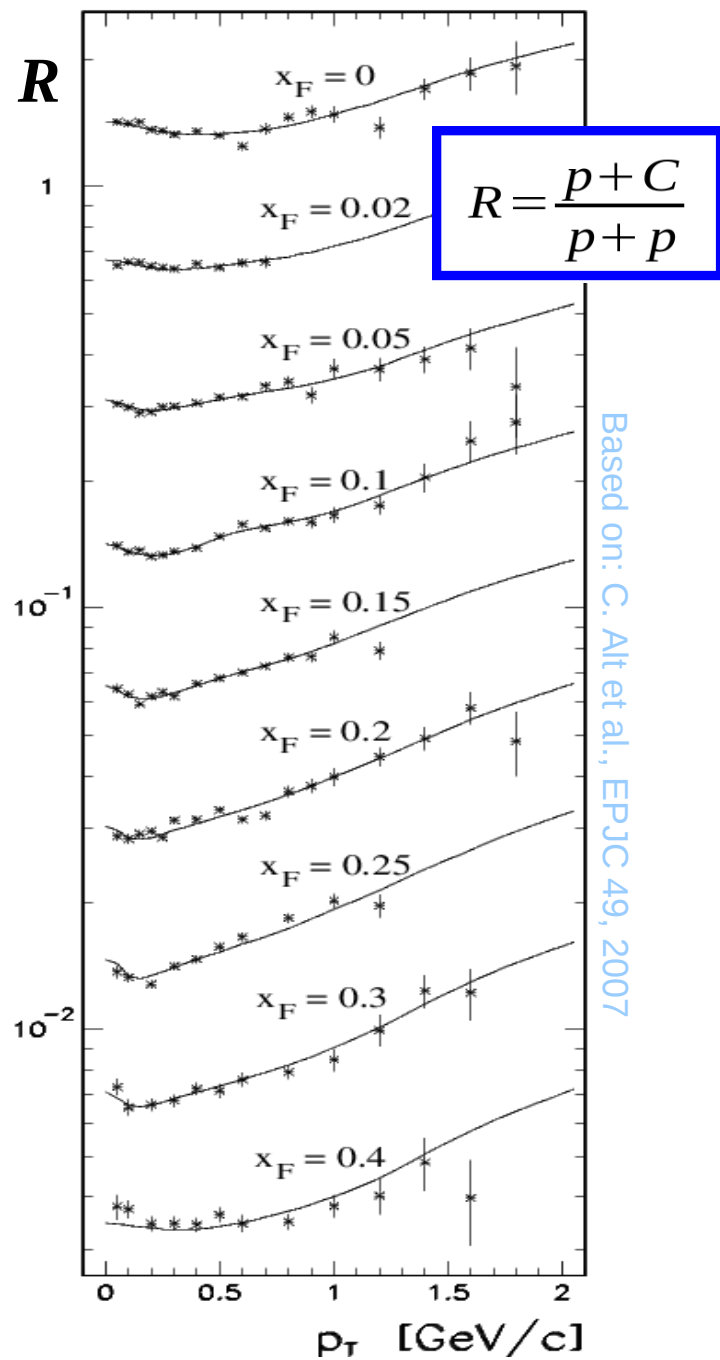 R
x_F = 0
1
x_F = 0.02
R = p + C / p + p
x_F = 0.05
x_F = 0.1
10^-1
x_F = 0.15
x_F = 0.2
x_F = 0.25
10^-2
x_F = 0.3
x_F = 0.4
0 0.5 1 1.5 2
p_T [GeV/c]
Based on: C. Alt et al., EPJC 49, 2007